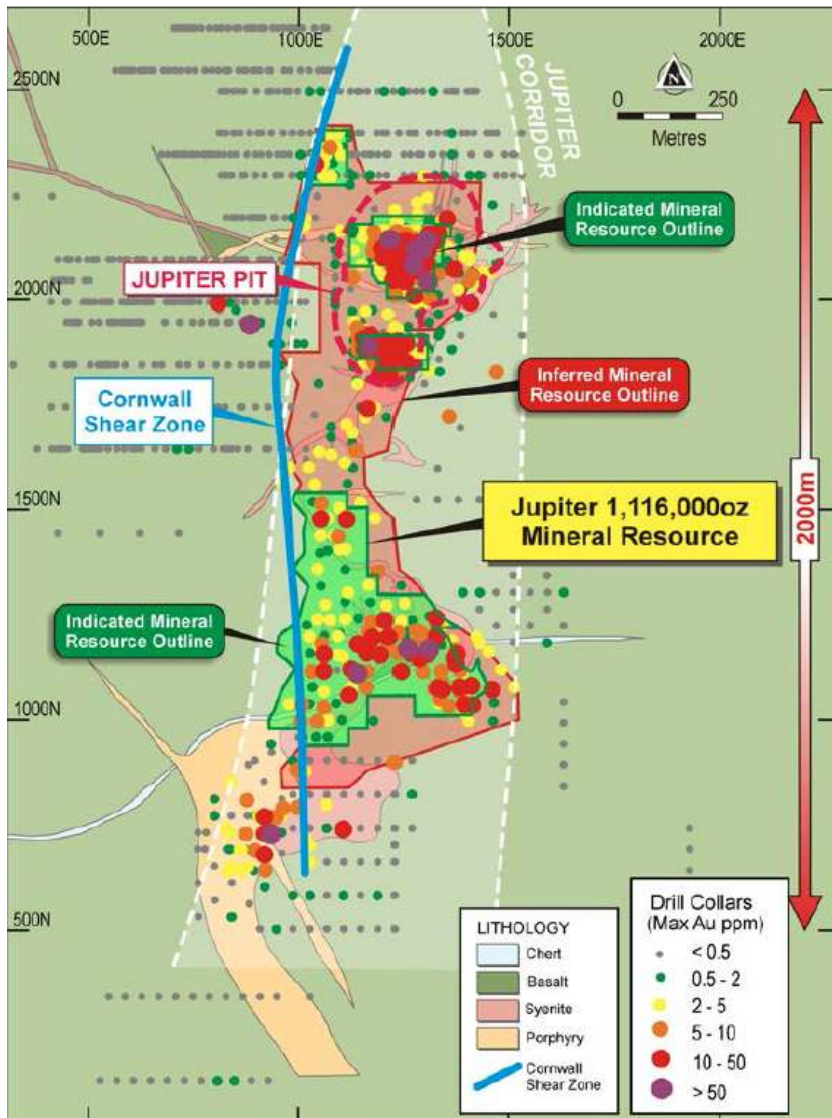 500E 1000E 1500E 2000E
2500N
2000N
1500N
1000N
500N
JUPITER
CORRIDOR
N
0 250
Metres
Indicated Mineral
Resource Outline
JUPITER PIT
Inferred Mineral
Resource Outline
Cornwall
Shear Zone
Jupiter 1,116,000oz
Mineral Resource
2000m
Indicated Mineral
Resource Outline
LITHOLOGY
Chert
Basalt
Syenite
Porphyry
Cornwall
Shear Zone
Drill Collars
(Max Au ppm)
< 0.5
0.5 - 2
2 - 5
5 - 10
10 - 50
> 50